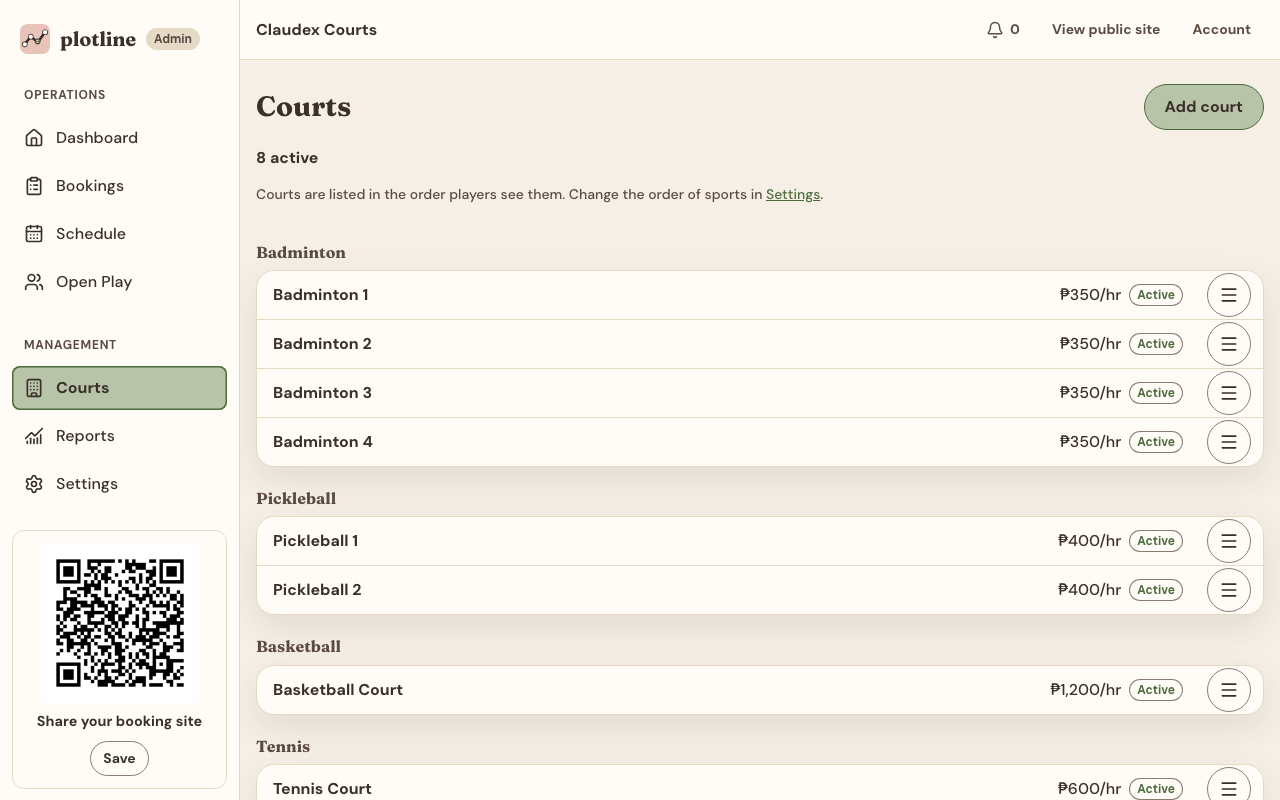 plotline Admin
OPERATIONS
Dashboard
Bookings
Schedule
Open Play
MANAGEMENT
Courts
Reports
Settings
Share your booking site
Save
Claudex Courts
0
View public site
Account
Courts
Add court
8 active
Courts are listed in the order players see them. Change the order of sports in Settings.
Badminton
Badminton 1 ₱350/hr Active
Badminton 2 ₱350/hr Active
Badminton 3 ₱350/hr Active
Badminton 4 ₱350/hr Active
Pickleball
Pickleball 1 ₱400/hr Active
Pickleball 2 ₱400/hr Active
Basketball
Basketball Court ₱1,200/hr Active
Tennis
Tennis Court ₱600/hr Active